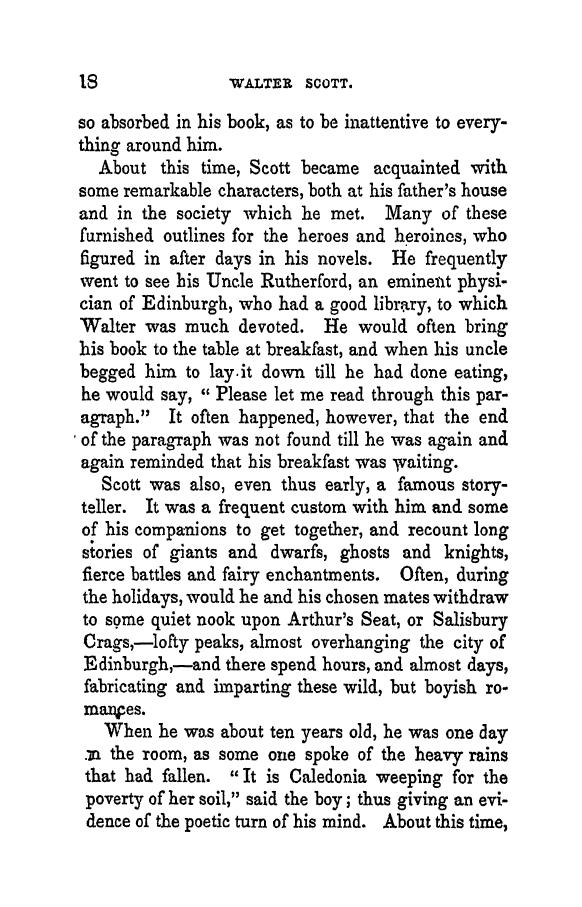 18 WALTER SCOTT.
so absorbed in his book, as to be inattentive to every-
thing around him.
About this time, Scott became acquainted with
some remarkable characters, both at his father's house
and in the society which he met. Many of these
furnished outlines for the heroes and heroines, who
figured in after days in his novels. He frequently
went to see his Uncle Rutherford, an eminent physi-
cian of Edinburgh, who had a good library, to which
Walter was much devoted. He would often bring
his book to the table at breakfast, and when his uncle
begged him to lay it down till he had done eating,
he would say, “ Please let me read through this par-
agraph.” It often happened, however, that the end
of the paragraph was not found till he was again and
again reminded that his breakfast was waiting.
Scott was also, even thus early, a famous story-
teller. It was a frequent custom with him and some
of his companions to get together, and recount long
stories of giants and dwarfs, ghosts and knights,
fierce battles and fairy enchantments. Often, during
the holidays, would he and his chosen mates withdraw
to some quiet nook upon Arthur's Seat, or Salisbury
Crags,—lofty peaks, almost overhanging the city of
Edinburgh,—and there spend hours, and almost days,
fabricating and imparting these wild, but boyish ro-
mances.
When he was about ten years old, he was one day
in the room, as some one spoke of the heavy rains
that had fallen. “It is Caledonia weeping for the
poverty of her soil,” said the boy; thus giving an evi-
dence of the poetic turn of his mind. About this time,